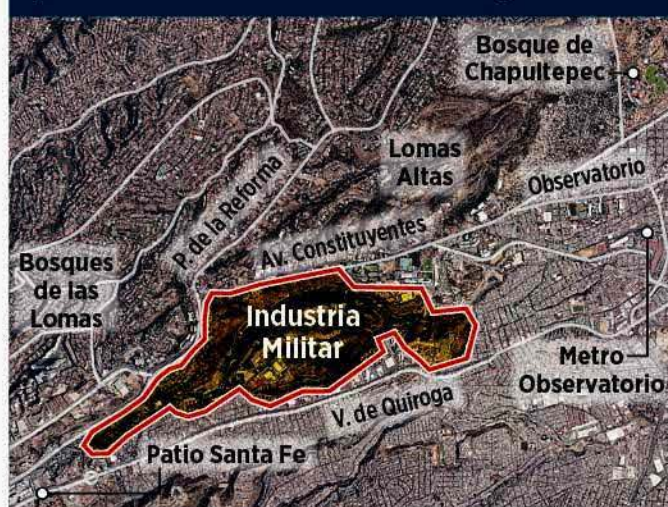 Bosque de
Chapultepec
Lomas
Altas
Observatorio
P. de la Reforma
Av. Constituyentes
Bosques
de las
Lomas
Industria
Militar
Metro
Observatorio
V. de Quiroga
Patio Santa Fe